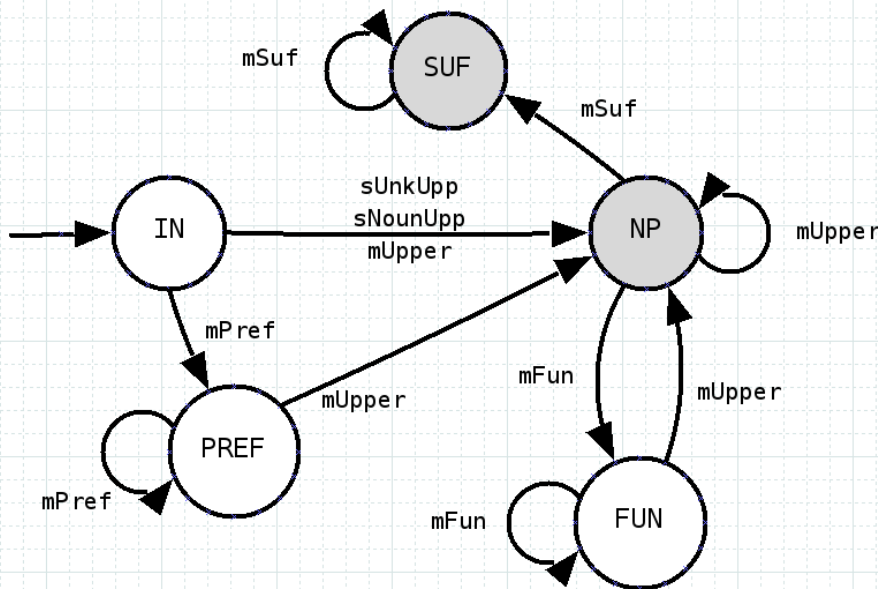 mSuf
SUF
mSuf
sUnkUpp
sNounUpp
mUpper
IN
NP
mUpper
mPref
mUpper
mFun
mUpper
PREF
mPref
mFun
FUN